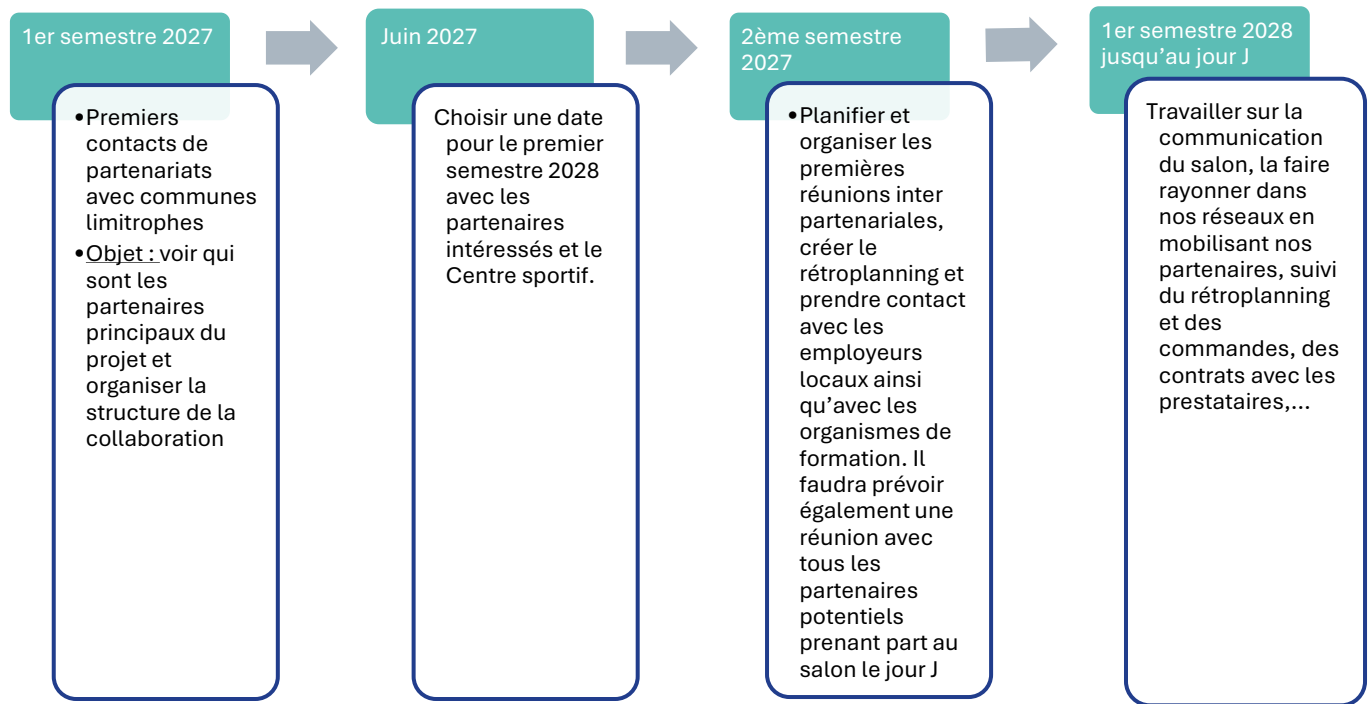 1er semestre 2027
•Premiers
contacts de
partenariats
avec communes
limitrophes
•Objet : voir qui
sont les
partenaires
principaux du
projet et
organiser la
structure de la
collaboration
Juin 2027
Choisir une date
pour le premier
semestre 2028
avec les
partenaires
intéressés et le
Centre sportif.
2ème semestre
2027
•Planifier et
organiser les
premières
réunions inter
partenariales,
créer le
rétroplanning et
prendre contact
avec les
employeurs
locaux ainsi
qu’avec les
organismes de
formation. Il
faudra prévoir
également une
réunion avec
tous les
partenaires
potentiels
prenant part au
salon le jour J
1er semestre 2028
jusqu’au jour J
Travailler sur la
communication
du salon, la faire
rayonner dans
nos réseaux en
mobilisant nos
partenaires, suivi
du rétroplanning
et des
commandes, des
contrats avec les
prestataires,...